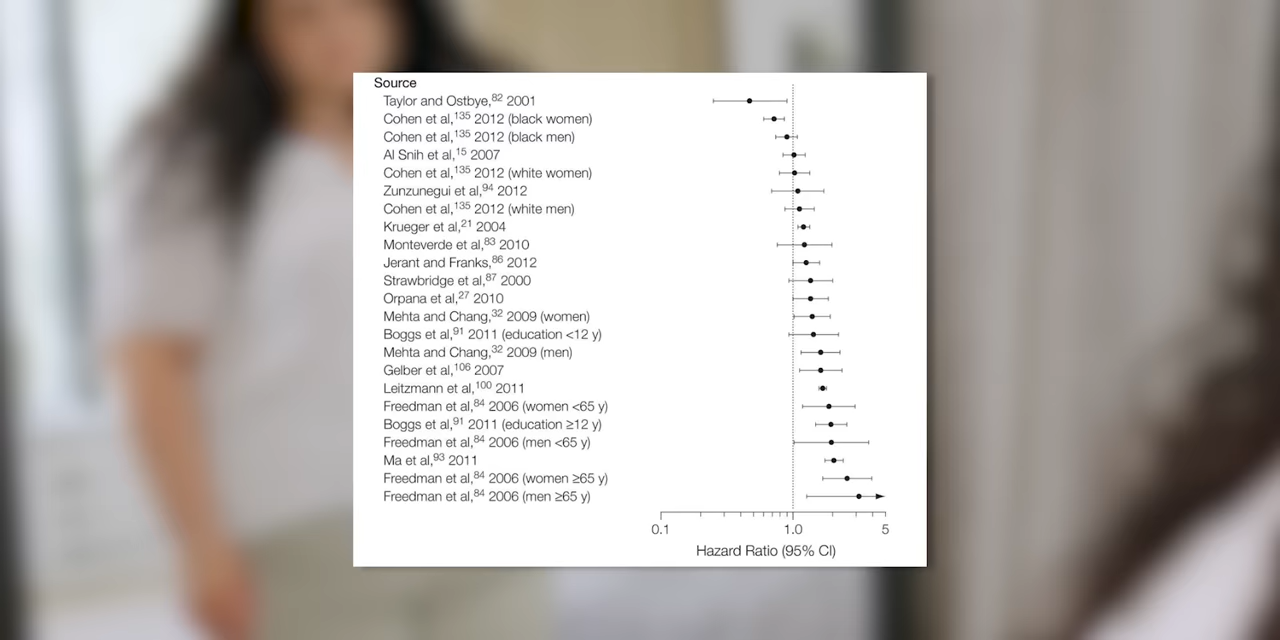 Source
Taylor and Ostbye,82 2001
Cohen et al,135 2012 (black women)
Cohen et al,135 2012 (black men)
Al Snih et al,15 2007
Cohen et al,135 2012 (white women)
Zunzunegui et al,94 2012
Cohen et al,135 2012 (white men)
Krueger et al,21 2004
Monteverde et al,83 2010
Jerant and Franks,86 2012
Strawbridge et al,87 2000
Orpana et al,27 2010
Mehta and Chang,32 2009 (women)
Boggs et al,91 2011 (education <12 y)
Mehta and Chang,32 2009 (men)
Gelber et al,106 2007
Leitzmann et al,100 2011
Freedman et al,84 2006 (women <65 y)
Boggs et al,91 2011 (education ≥12 y)
Freedman et al,84 2006 (men <65 y)
Ma et al,93 2011
Freedman et al,84 2006 (women ≥65 y)
Freedman et al,84 2006 (men ≥65 y)
0.1 1.0 5
Hazard Ratio (95% CI)